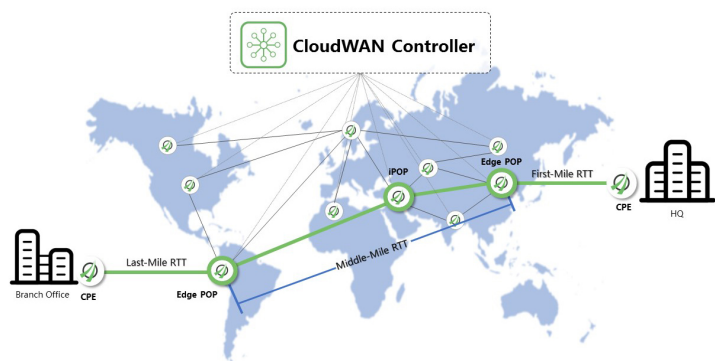 CloudWAN Controller
Edge POP
iPOP
First-Mile RTT
CPE
HQ
Middle-Mile RTT
Last-Mile RTT
Branch Office
CPE
Edge POP